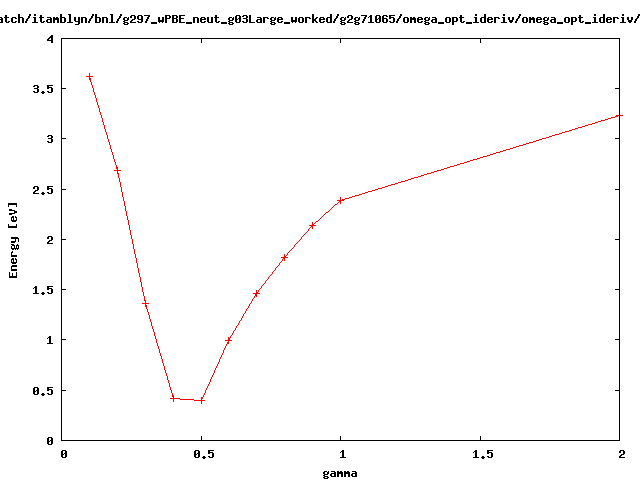 atch/itamblyn/bnl/g297_wPBE_neut_g03Large_worked/g2g71065/omega_opt_ideriv/omega_opt_ideriv/
4
3.5
3
2.5
2
1.5
1
0.5
0
Energy [eV]
0 0.5 1 1.5 2
gamma